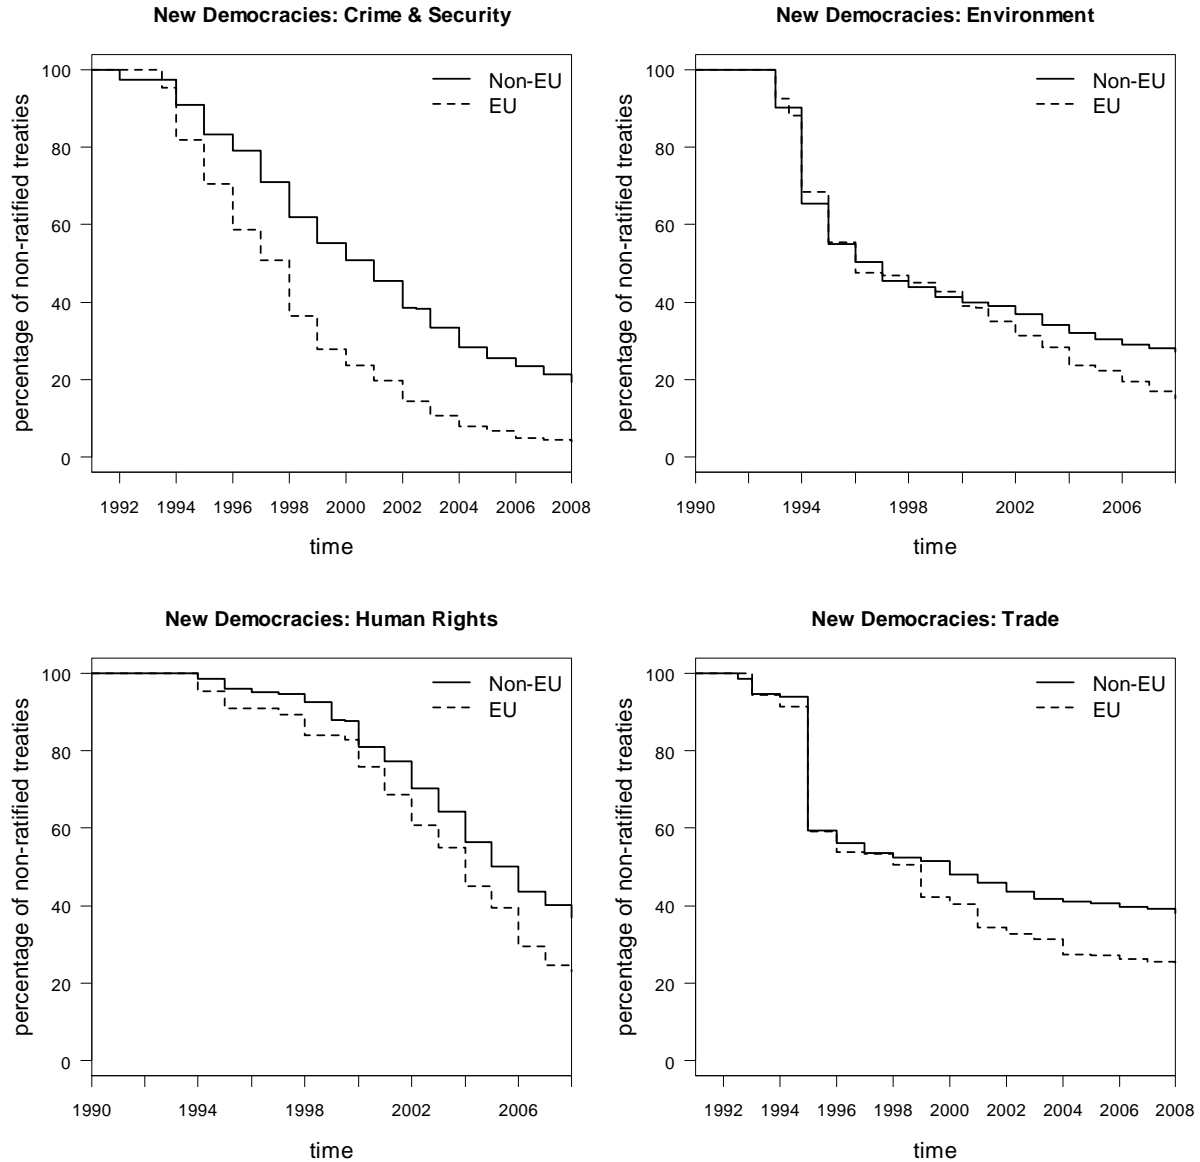 New Democracies: Crime & Security
percentage of non-ratified treaties
100
80
60
40
20
0
Non-EU
EU
1992 1994 1996 1998 2000 2002 2004 2006 2008
time
New Democracies: Environment
percentage of non-ratified treaties
100
80
60
40
20
0
Non-EU
EU
1990 1994 1998 2002 2006
time
New Democracies: Human Rights
percentage of non-ratified treaties
100
80
60
40
20
0
Non-EU
EU
1990 1994 1998 2002 2006
time
New Democracies: Trade
percentage of non-ratified treaties
100
80
60
40
20
0
Non-EU
EU
1992 1994 1996 1998 2000 2002 2004 2006 2008
time